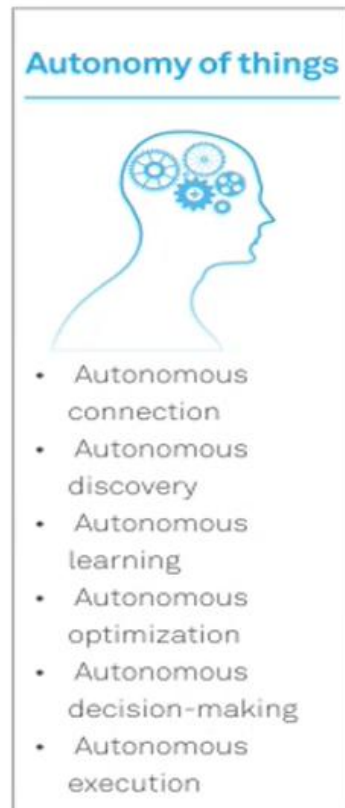 Autonomy of things
• Autonomous
connection
• Autonomous
discovery
• Autonomous
learning
• Autonomous
optimization
• Autonomous
decision-making
• Autonomous
execution